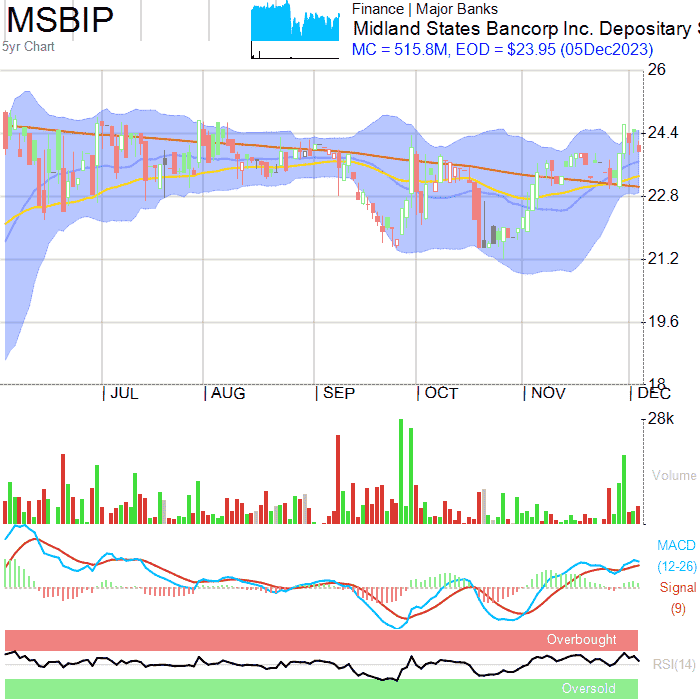 MSBIP
5yr Chart
Finance | Major Banks
Midland States Bancorp Inc. Depositary S
MC = 515.8M, EOD = $23.95 (05Dec2023)
26
24.4
22.8
21.2
19.6
18
JUL AUG SEP OCT NOV DEC
28k
Volume
MACD
(12-26)
Signal
(9)
Overbought
RSI(14)
Oversold